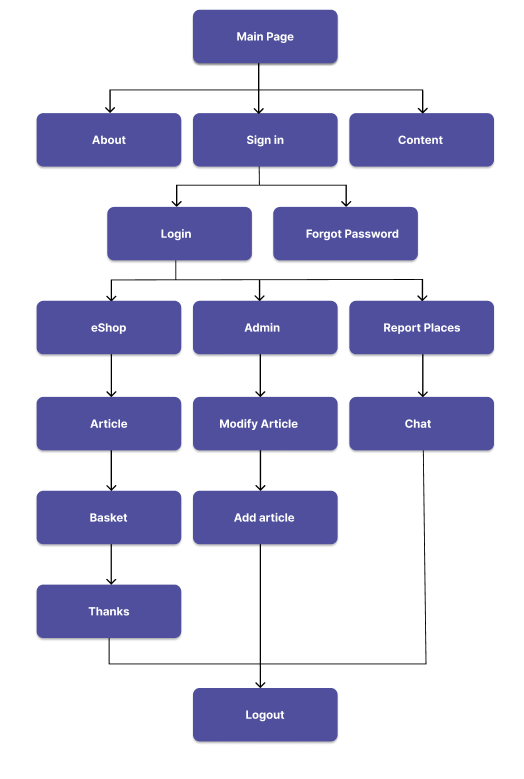 Main Page
About
Sign in
Content
Login
Forgot Password
eShop
Admin
Report Places
Article
Modify Article
Chat
Basket
Add article
Thanks
Logout